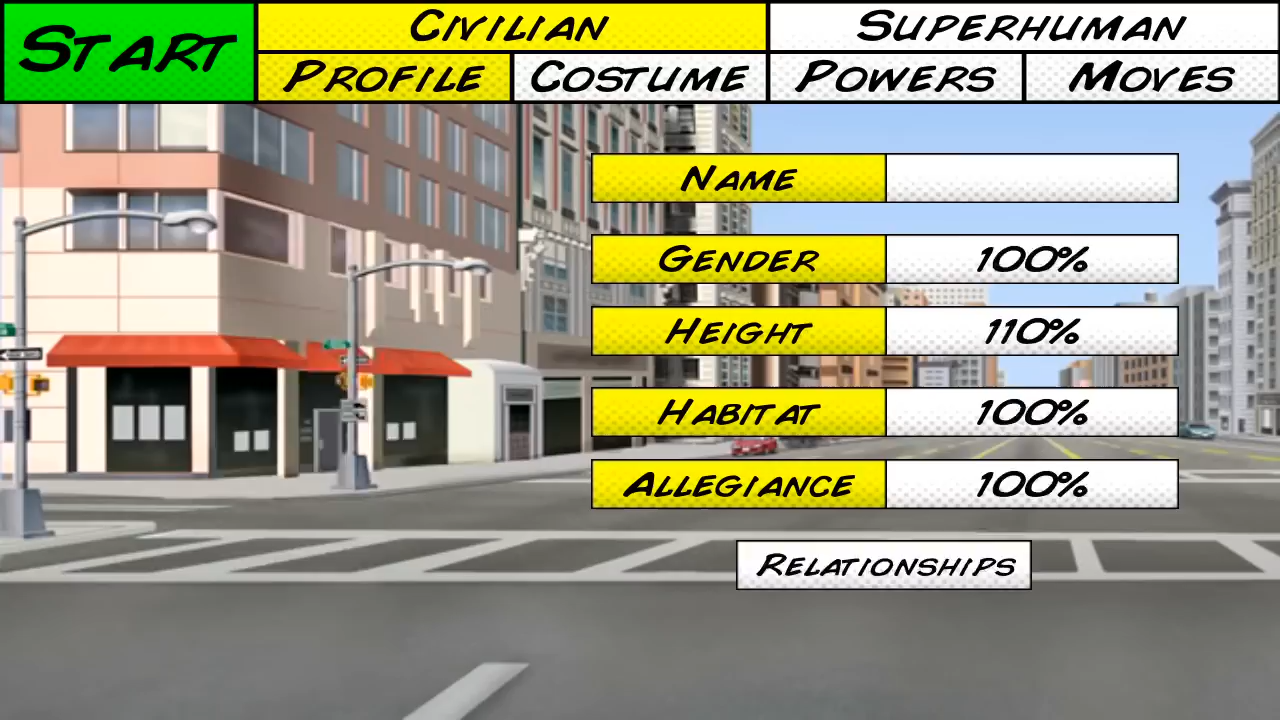 START
CIVILIAN
SUPERHUMAN
PROFILE
COSTUME
POWERS
MOVES
NAME
GENDER 100%
HEIGHT 110%
HABITAT 100%
ALLEGIANCE 100%
RELATIONSHIPS